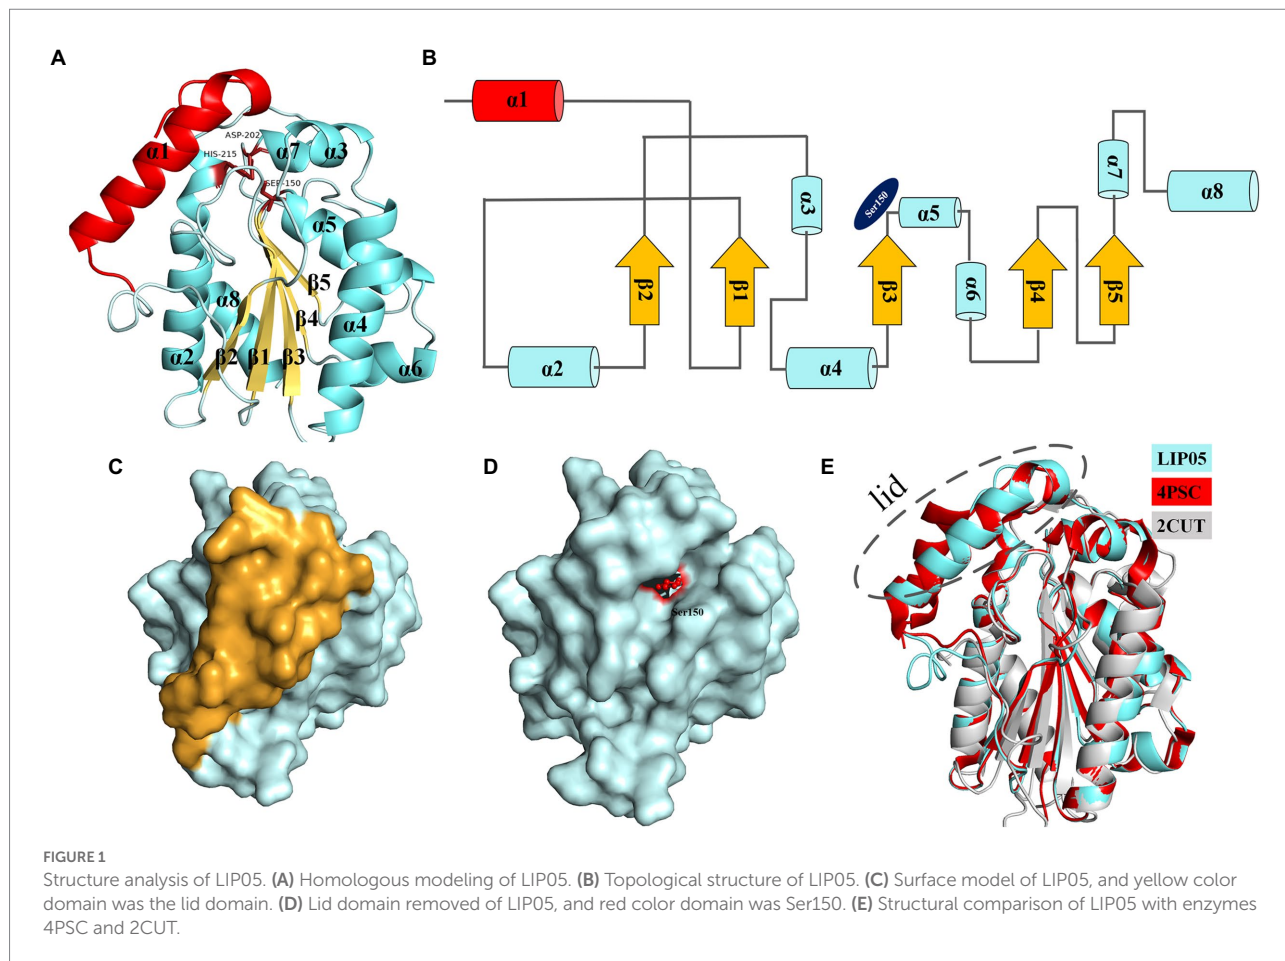 A
B
α1
ASP-202
HIS-215
α7
α3
SER-150
α5
β5
α8
β4
α4
α2
β2
β1
β3
α6
α1
α3
Ser150
α5
α7
α8
β2
β1
β3
α6
β4
β5
α2
α4
C
D
E
Ser150
lid
LIP05
4PSC
2CUT
FIGURE 1
Structure analysis of LIP05. (A) Homologous modeling of LIP05. (B) Topological structure of LIP05. (C) Surface model of LIP05, and yellow color
domain was the lid domain. (D) Lid domain removed of LIP05, and red color domain was Ser150. (E) Structural comparison of LIP05 with enzymes
4PSC and 2CUT.